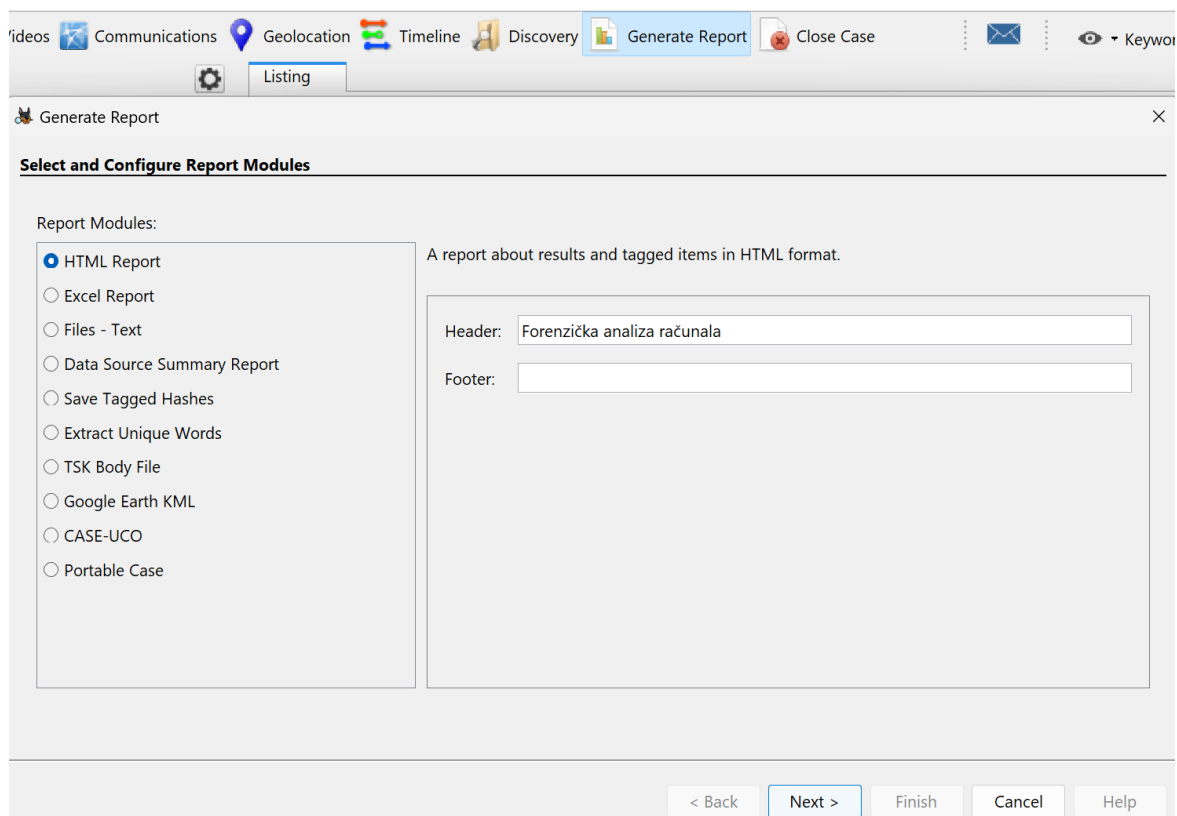 ideos Communications Geolocation Timeline Discovery Generate Report Close Case Keywor
Listing
Generate Report
Select and Configure Report Modules
Report Modules:
A report about results and tagged items in HTML format.
HTML Report
Excel Report
Files - Text
Data Source Summary Report
Save Tagged Hashes
Extract Unique Words
TSK Body File
Google Earth KML
CASE-UCO
Portable Case
Header: Forenzička analiza računala
Footer:
< Back Next > Finish Cancel Help